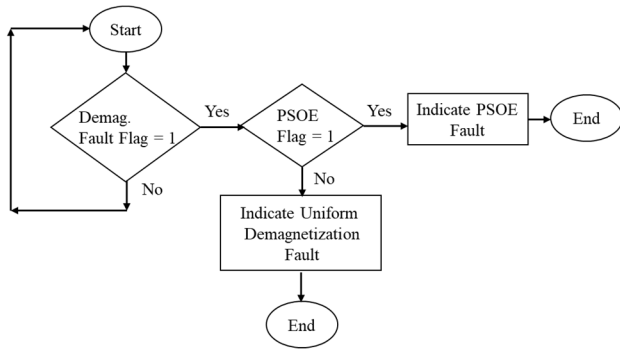 Start
Demag.
Fault Flag = 1
Yes
No
PSOE
Flag = 1
Yes
No
Indicate PSOE
Fault
End
Indicate Uniform
Demagnetization
Fault
End